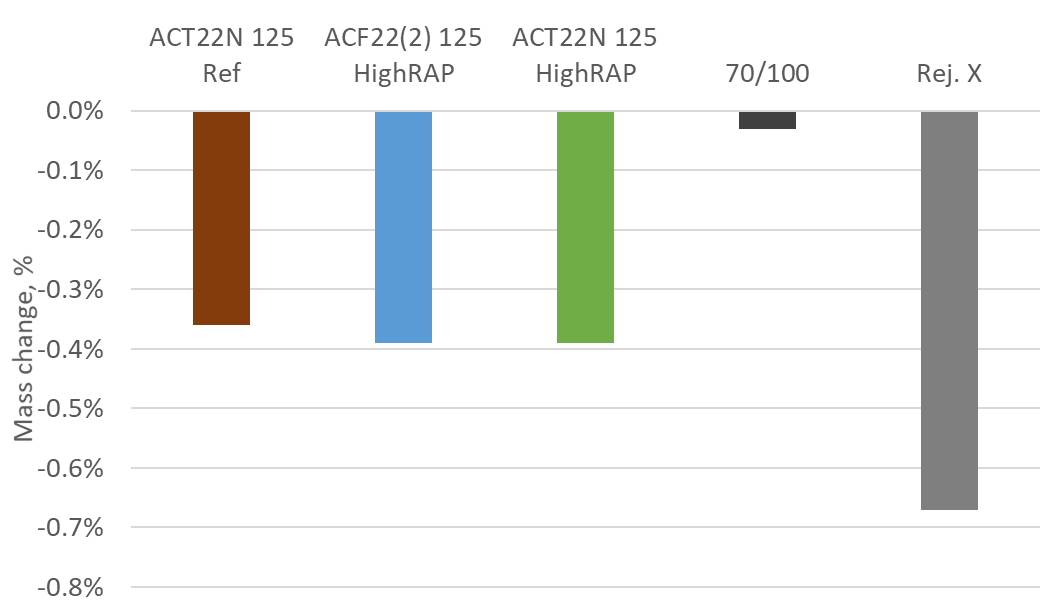 ACT22N 125
Ref
ACF22(2) 125
HighRAP
ACT22N 125
HighRAP
70/100
Rej. X
0.0%
-0.1%
-0.2%
-0.3%
-0.4%
-0.5%
-0.6%
-0.7%
-0.8%
Mass change, %